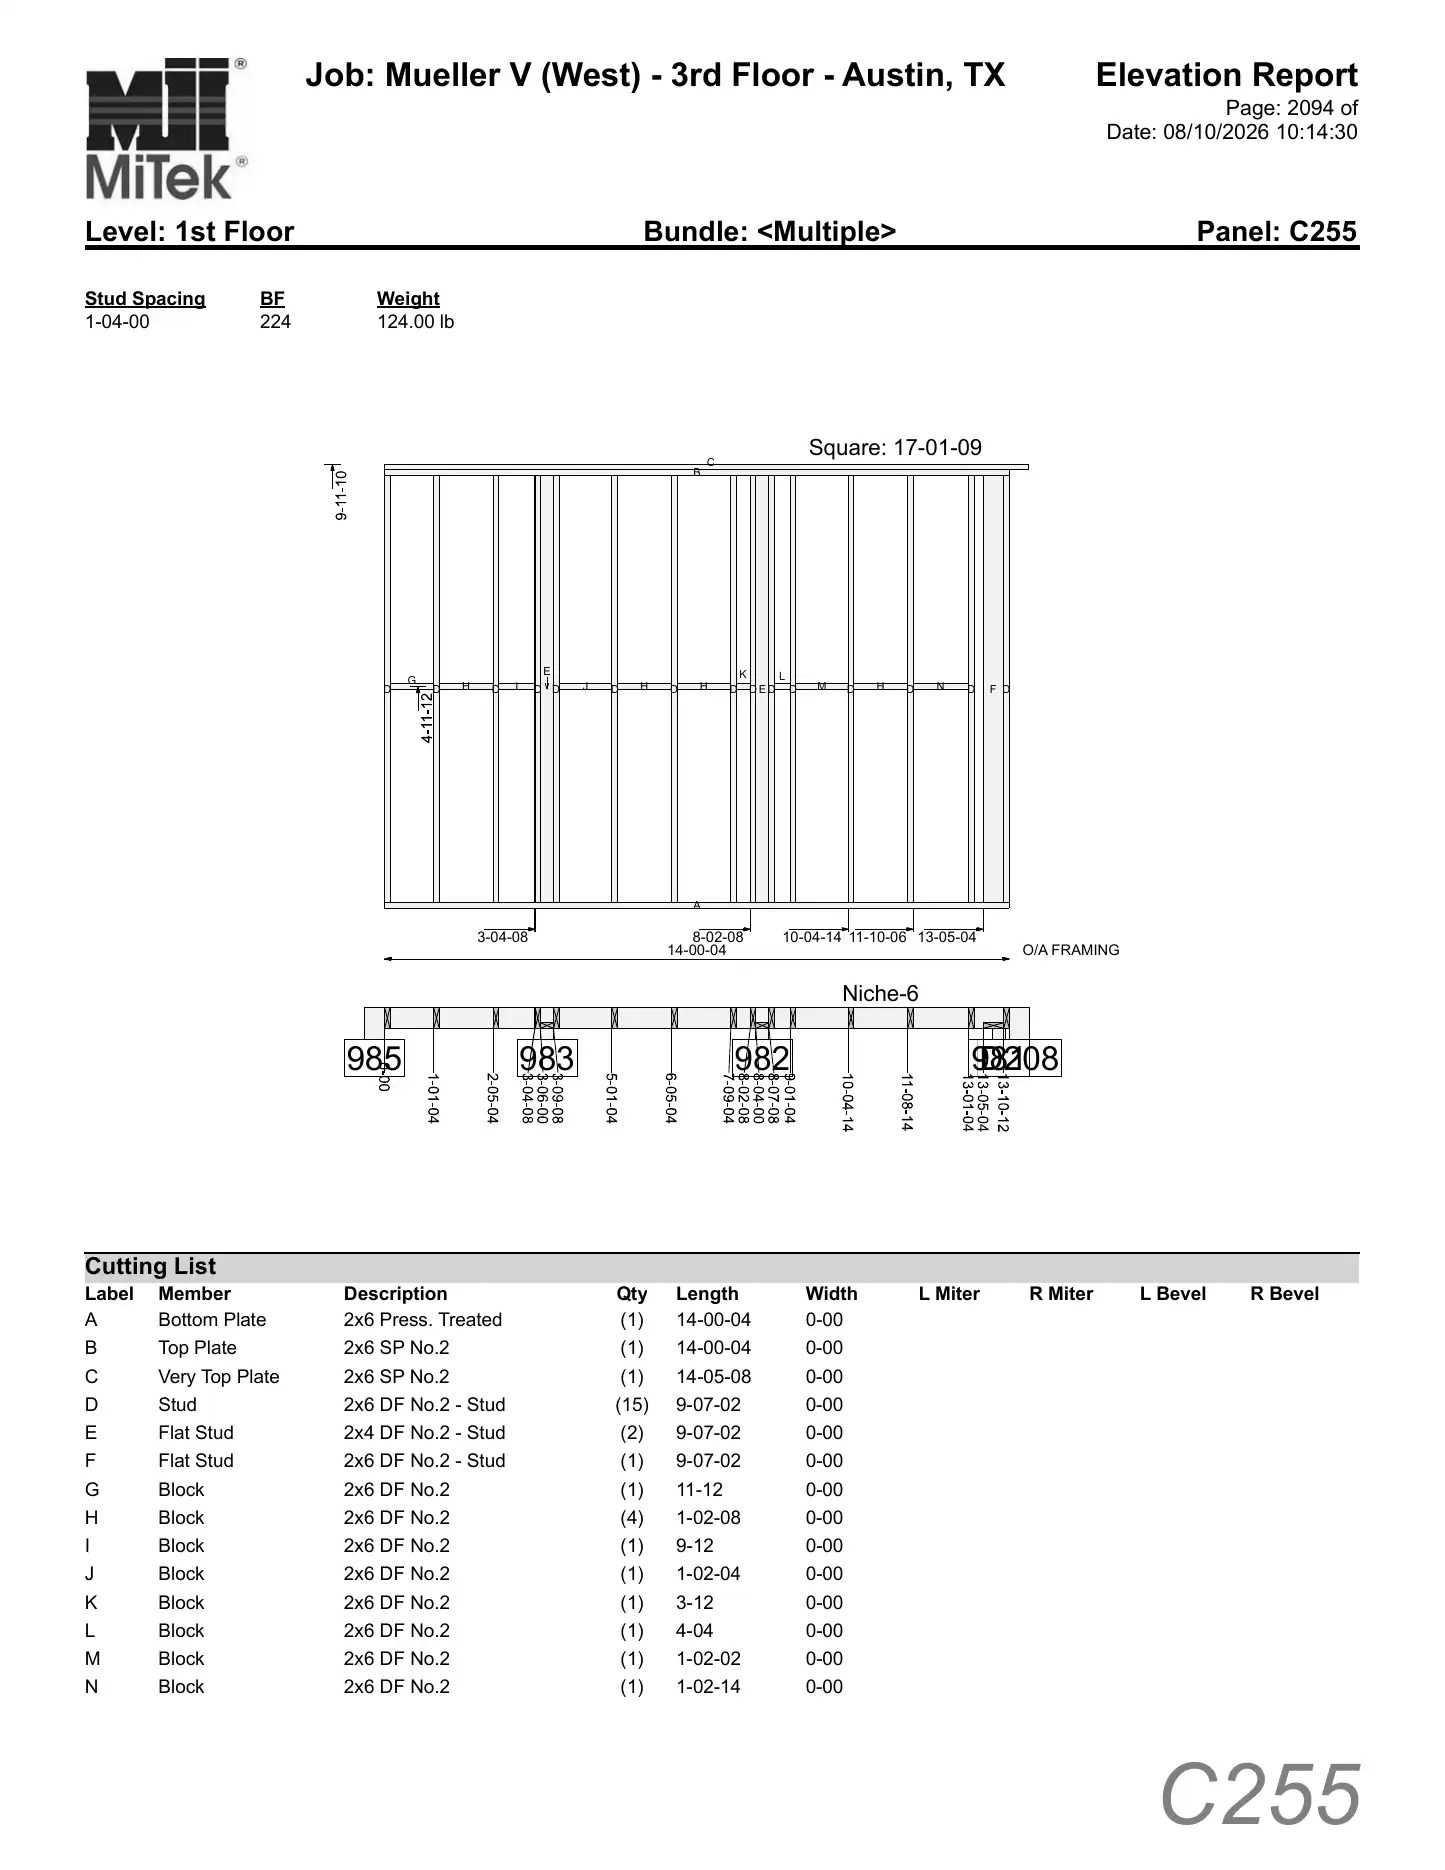 MiTek®
Job: Mueller V (West) - 3rd Floor - Austin, TX
Elevation Report
Page: 2094 of
Date: 08/10/2026 10:14:30
Level: 1st Floor Bundle: <Multiple> Panel: C255
Stud Spacing BF Weight
1-04-00 224 124.00 lb
Square: 17-01-09
C
B
9-11-10
G H I E J H H K E L M H N F
4-11-12
A
3-04-08 8-02-08 10-04-14 11-10-06 13-05-04
14-00-04 O/A FRAMING
Niche-6
985 983 982
1-01-04 2-05-04 3-04-08 3-06-00 3-09-08 5-01-04 6-05-04 7-09-04 8-02-08 8-04-00 8-07-08 9-01-04 10-04-14 11-08-14 13-01-04 13-05-04 13-10-12
Cutting List
Label Member Description Qty Length Width L Miter R Miter L Bevel R Bevel
A Bottom Plate 2x6 Press. Treated (1) 14-00-04 0-00
B Top Plate 2x6 SP No.2 (1) 14-00-04 0-00
C Very Top Plate 2x6 SP No.2 (1) 14-05-08 0-00
D Stud 2x6 DF No.2 - Stud (15) 9-07-02 0-00
E Flat Stud 2x4 DF No.2 - Stud (2) 9-07-02 0-00
F Flat Stud 2x6 DF No.2 - Stud (1) 9-07-02 0-00
G Block 2x6 DF No.2 (1) 11-12 0-00
H Block 2x6 DF No.2 (4) 1-02-08 0-00
I Block 2x6 DF No.2 (1) 9-12 0-00
J Block 2x6 DF No.2 (1) 1-02-04 0-00
K Block 2x6 DF No.2 (1) 3-12 0-00
L Block 2x6 DF No.2 (1) 4-04 0-00
M Block 2x6 DF No.2 (1) 1-02-02 0-00
N Block 2x6 DF No.2 (1) 1-02-14 0-00
C255